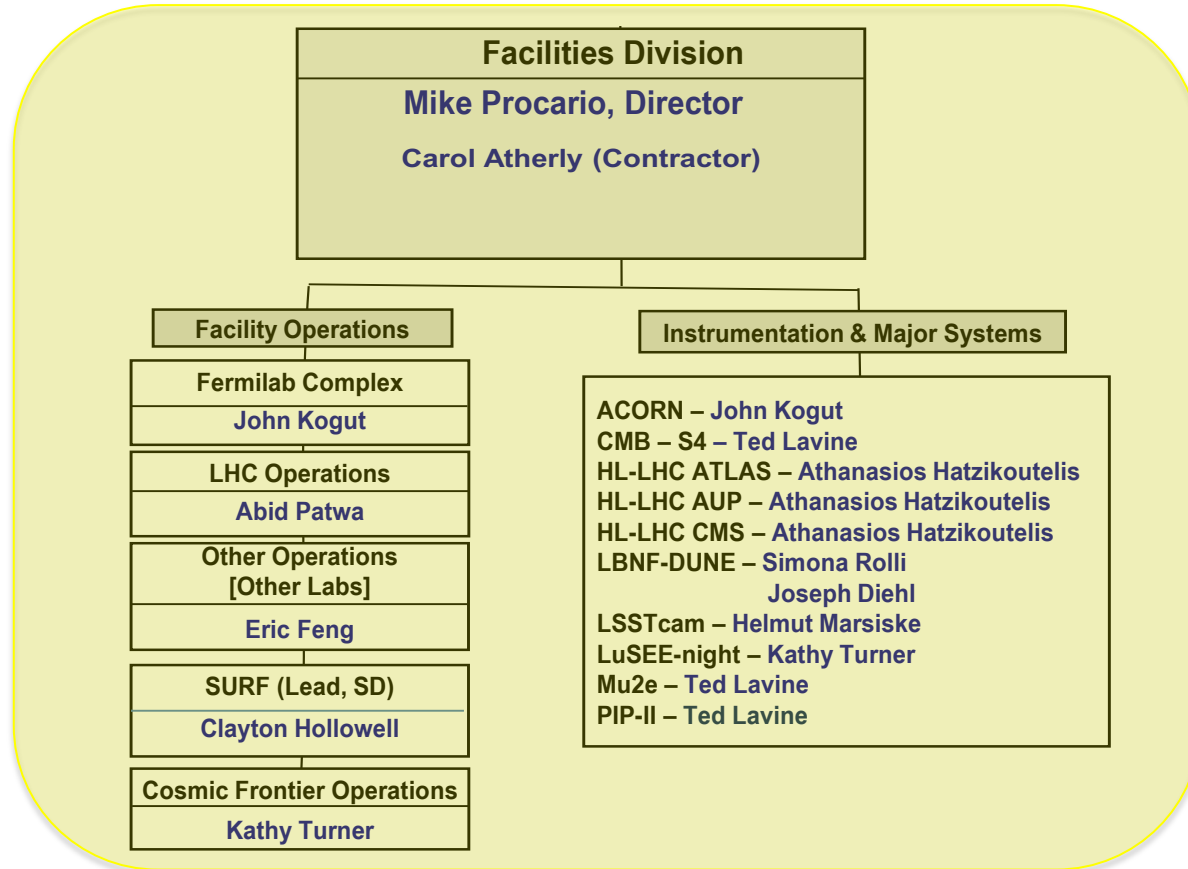 Facilities Division
Mike Procario, Director
Carol Atherly (Contractor)
Facility Operations
Fermilab Complex
John Kogut
LHC Operations
Abid Patwa
Other Operations
[Other Labs]
Eric Feng
SURF (Lead, SD)
Clayton Hollowell
Cosmic Frontier Operations
Kathy Turner
Instrumentation & Major Systems
ACORN – John Kogut
CMB – S4 – Ted Lavine
HL-LHC ATLAS – Athanasios Hatzikoutelis
HL-LHC AUP – Athanasios Hatzikoutelis
HL-LHC CMS – Athanasios Hatzikoutelis
LBNF-DUNE – Simona Rolli
Joseph Diehl
LSSTcam – Helmut Marsiske
LuSEE-night – Kathy Turner
Mu2e – Ted Lavine
PIP-II – Ted Lavine